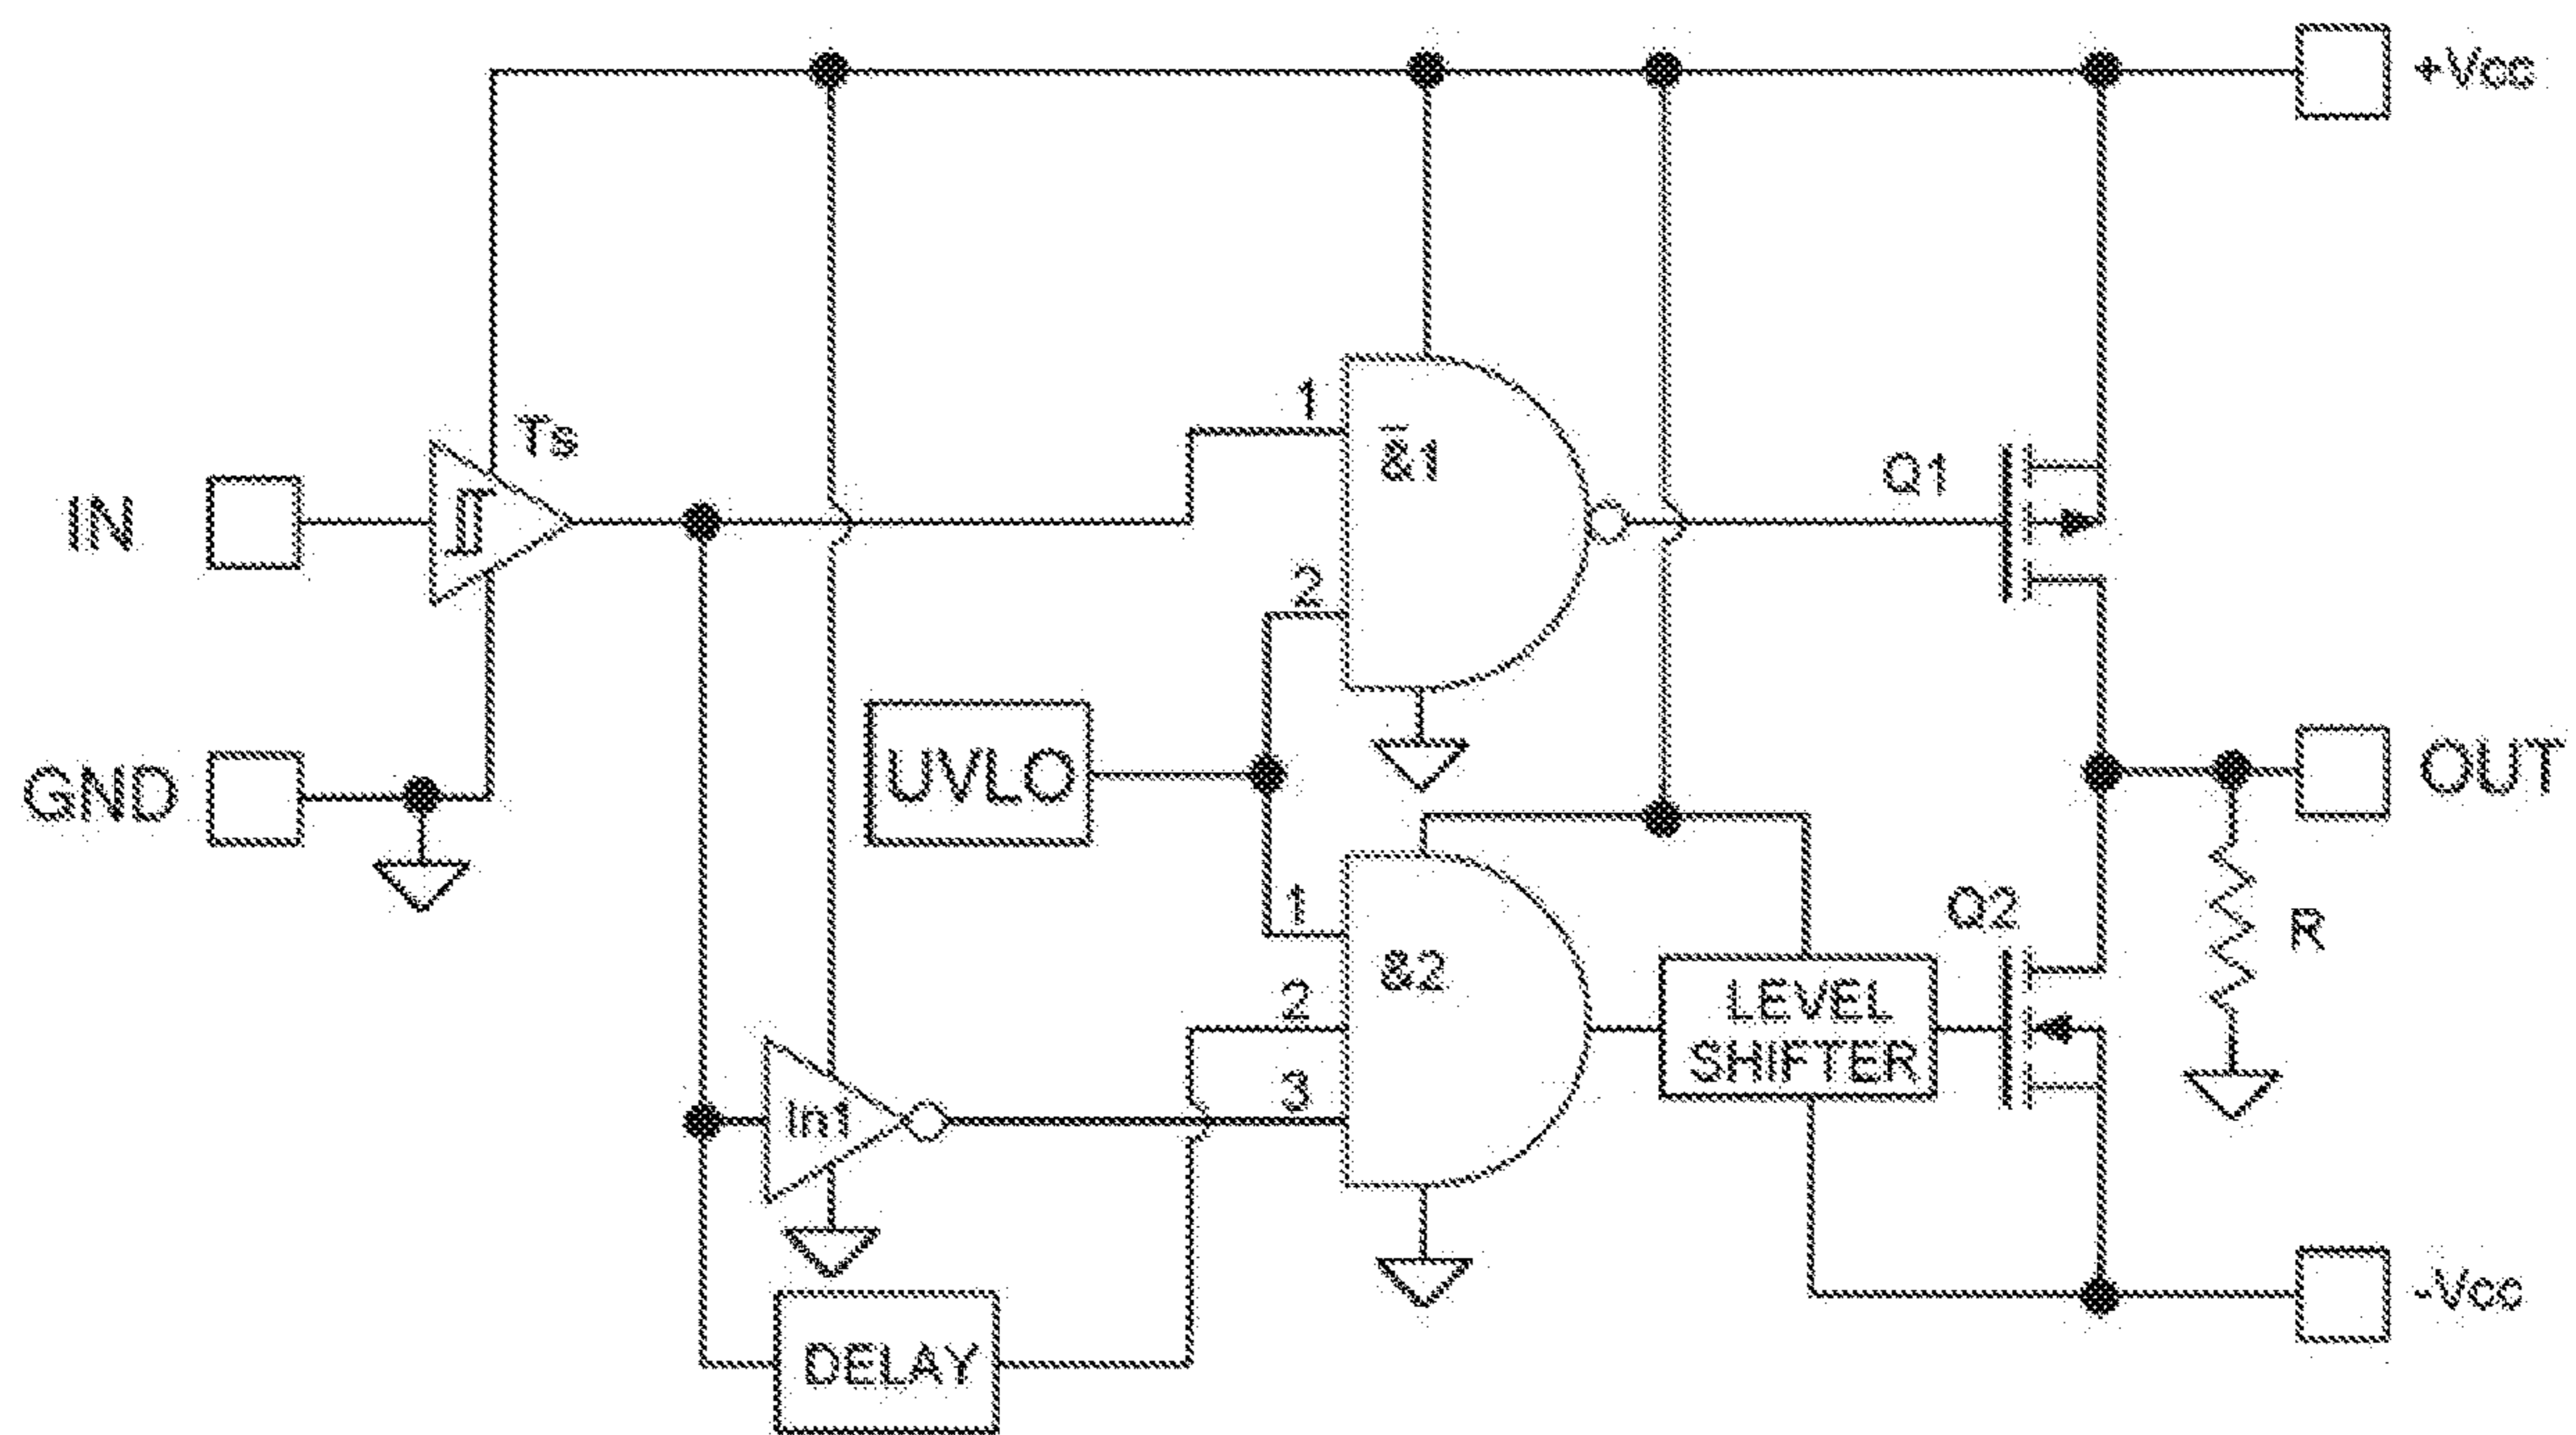 +Vcc
Ts
1
&̅1
Q1
IN
2
GND
UVLO
OUT
1
Q2
&2
R
2
LEVEL
SHIFTER
3
In1
-Vcc
DELAY